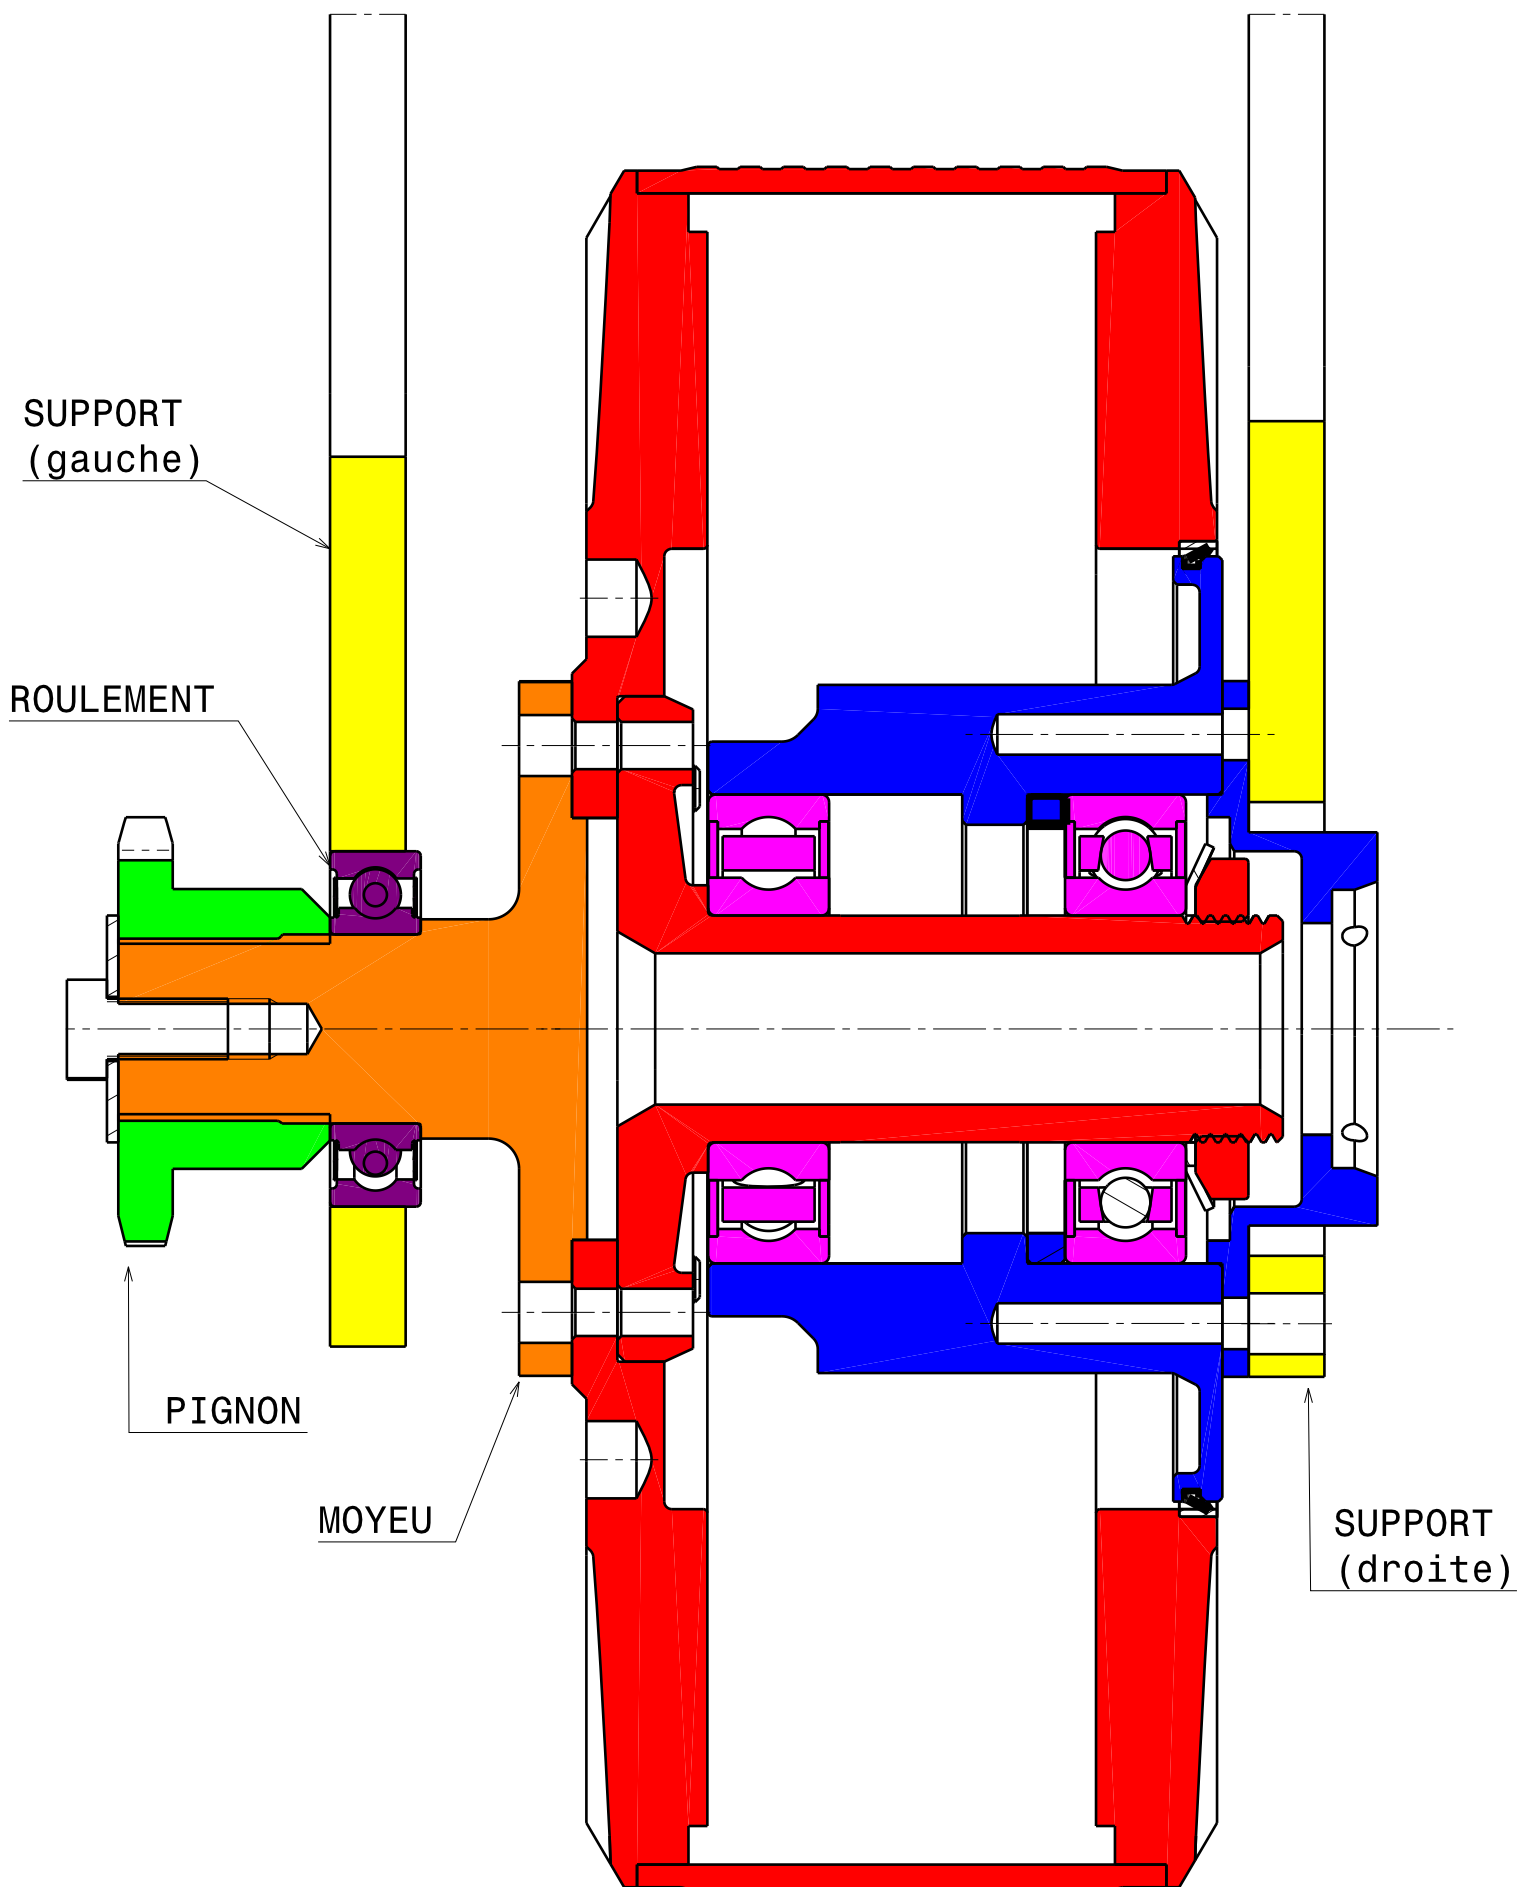 SUPPORT
(gauche)
ROULEMENT
PIGNON
MOYEU
SUPPORT
(droite)